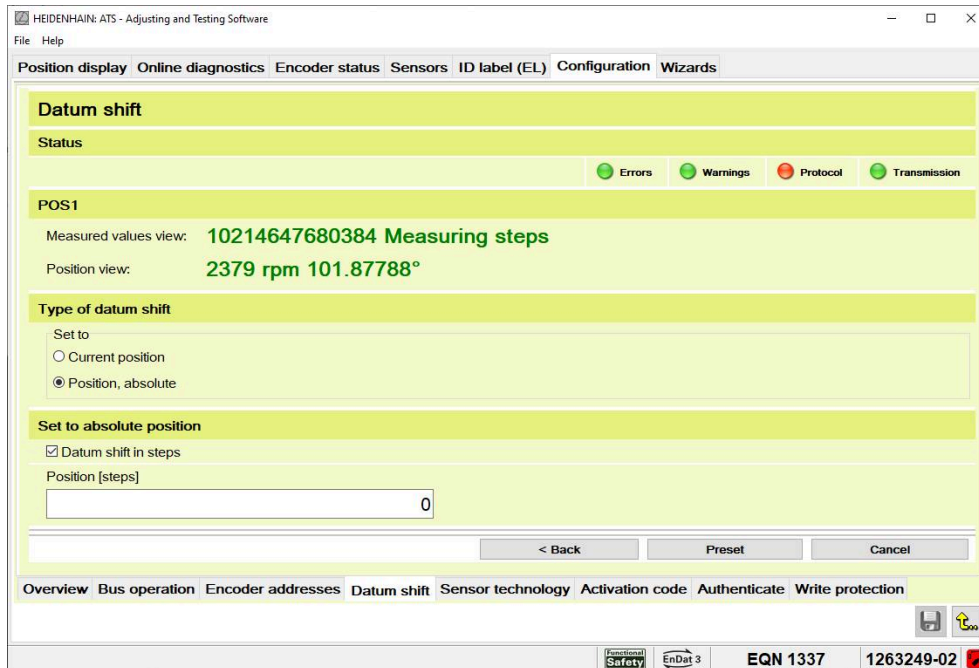 HEIDENHAIN: ATS - Adjusting and Testing Software
File Help
Position display Online diagnostics Encoder status Sensors ID label (EL) Configuration Wizards
Datum shift
Status
Errors Warnings Protocol Transmission
POS1
Measured values view: 10214647680384 Measuring steps
Position view: 2379 rpm 101.87788°
Type of datum shift
Set to
Current position
Position, absolute
Set to absolute position
Datum shift in steps
Position [steps]
0
< Back Preset Cancel
Overview Bus operation Encoder addresses Datum shift Sensor technology Activation code Authenticate Write protection
Functional Safety EnDat 3 EQN 1337 1263249-02